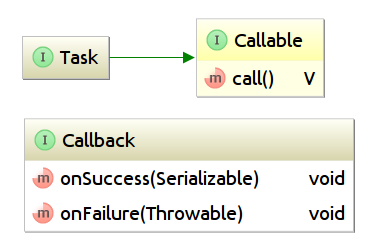 I Task
I Callable
m call() V
I Callback
m onSuccess(Serializable) void
m onFailure(Throwable) void